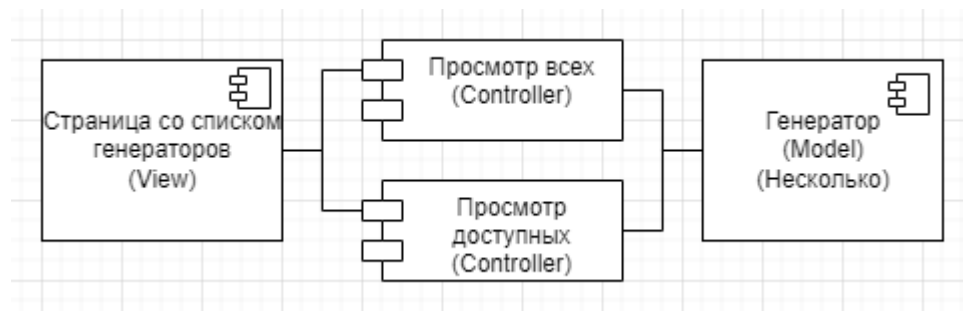 Страница со списком
генераторов
(View)
Просмотр всех
(Controller)
Просмотр
доступных
(Controller)
Генератор
(Model)
(Несколько)